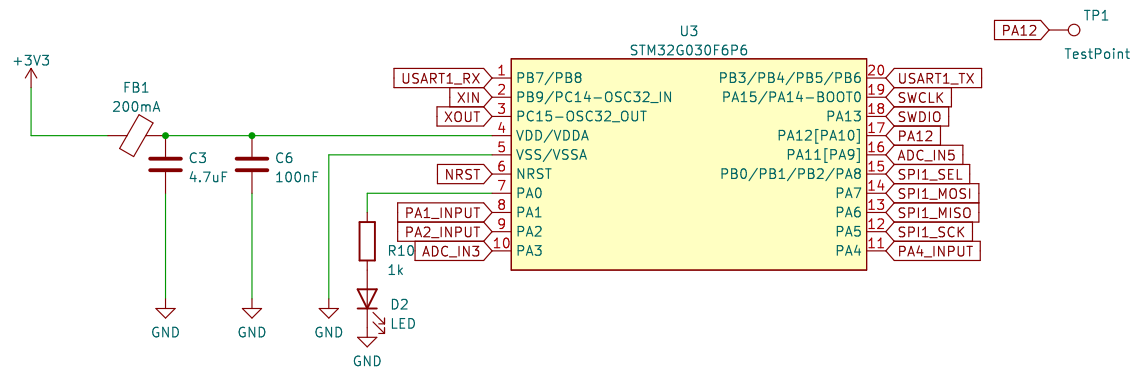 +3V3
FB1
200mA
C3
4.7uF
C6
100nF
GND
GND
GND
R10
1k
D2
LED
GND
U3
STM32G030F6P6
USART1_RX 1 PB7/PB8
XIN 2 PB9/PC14-OSC32_IN
XOUT 3 PC15-OSC32_OUT
4 VDD/VDDA
5 VSS/VSSA
NRST 6 NRST
7 PA0
PA1_INPUT 8 PA1
PA2_INPUT 9 PA2
ADC_IN3 10 PA3
PB3/PB4/PB5/PB6 20 USART1_TX
PA15/PA14-BOOT0 19 SWCLK
PA13 18 SWDIO
PA12[PA10] 17 PA12
PA11[PA9] 16 ADC_IN5
PB0/PB1/PB2/PA8 15 SPI1_SEL
PA7 14 SPI1_MOSI
PA6 13 SPI1_MISO
PA5 12 SPI1_SCK
PA4 11 PA4_INPUT
PA12
TP1
TestPoint